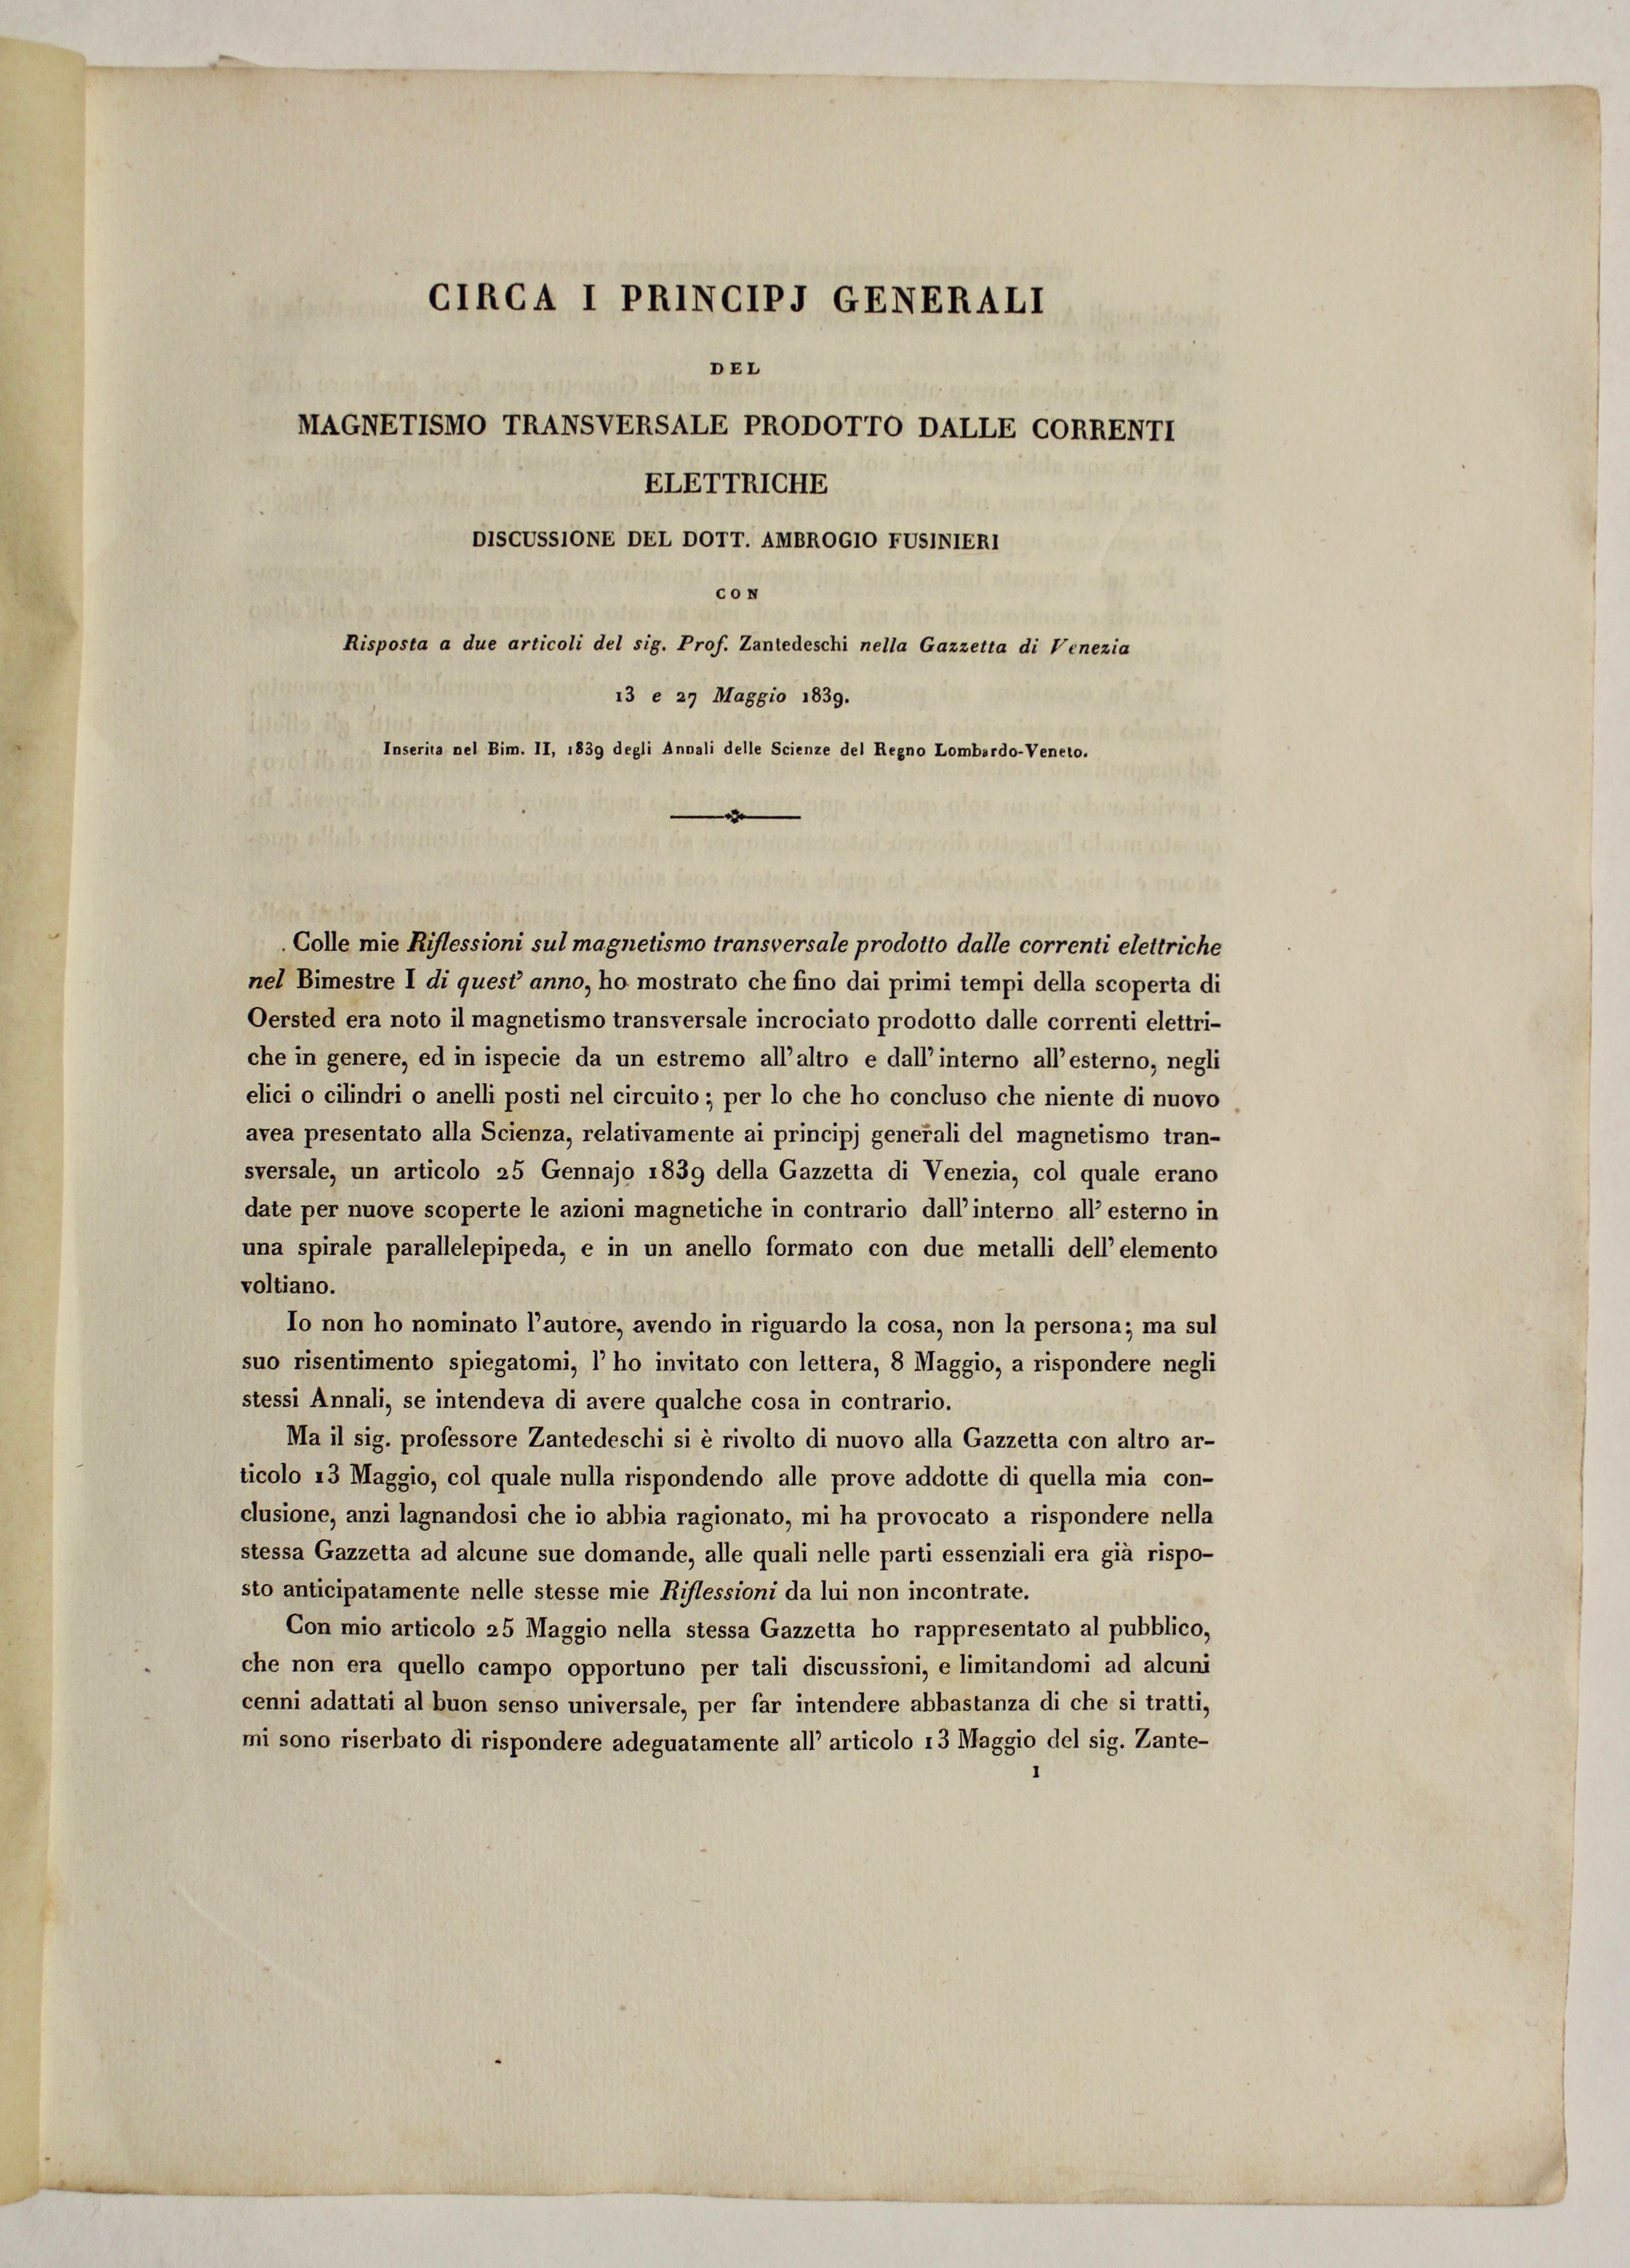 CIRCA I PRINCIPJ GENERALI
DEL
MAGNETISMO TRANSVERSALE PRODOTTO DALLE CORRENTI
ELETTRICHE
DISCUSSIONE DEL DOTT. AMBROGIO FUSINIERI
CON
Risposta a due articoli del sig. Prof. Zantedeschi nella Gazzetta di Venezia
13 e 27 Maggio 1839.
Inserita nel Bim. II, 1839 degli Annali delle Scienze del Regno Lombardo-Veneto.
Colle mie Riflessioni sul magnetismo transversale prodotto dalle correnti elettriche
nel Bimestre I di quest' anno, ho mostrato che fino dai primi tempi della scoperta di
Oersted era noto il magnetismo transversale incrociato prodotto dalle correnti elettri-
che in genere, ed in ispecie da un estremo all' altro e dall' interno all' esterno, negli
elici o cilindri o anelli posti nel circuito; per lo che ho concluso che niente di nuovo
avea presentato alla Scienza, relativamente ai principj generali del magnetismo tran-
sversale, un articolo 25 Gennajo 1839 della Gazzetta di Venezia, col quale erano
date per nuove scoperte le azioni magnetiche in contrario dall' interno all' esterno in
una spirale parallelepipeda, e in un anello formato con due metalli dell' elemento
voltiano.
Io non ho nominato l'autore, avendo in riguardo la cosa, non la persona; ma sul
suo risentimento spiegatomi, l' ho invitato con lettera, 8 Maggio, a rispondere negli
stessi Annali, se intendeva di avere qualche cosa in contrario.
Ma il sig. professore Zantedeschi si è rivolto di nuovo alla Gazzetta con altro ar-
ticolo 13 Maggio, col quale nulla rispondendo alle prove addotte di quella mia con-
clusione, anzi lagnandosi che io abbia ragionato, mi ha provocato a rispondere nella
stessa Gazzetta ad alcune sue domande, alle quali nelle parti essenziali era già rispo-
sto anticipatamente nelle stesse mie Riflessioni da lui non incontrate.
Con mio articolo 25 Maggio nella stessa Gazzetta ho rappresentato al pubblico,
che non era quello campo opportuno per tali discussioni, e limitandomi ad alcuni
cenni adattati al buon senso universale, per far intendere abbastanza di che si tratti,
mi sono riserbato di rispondere adeguatamente all' articolo 13 Maggio del sig. Zante-
1